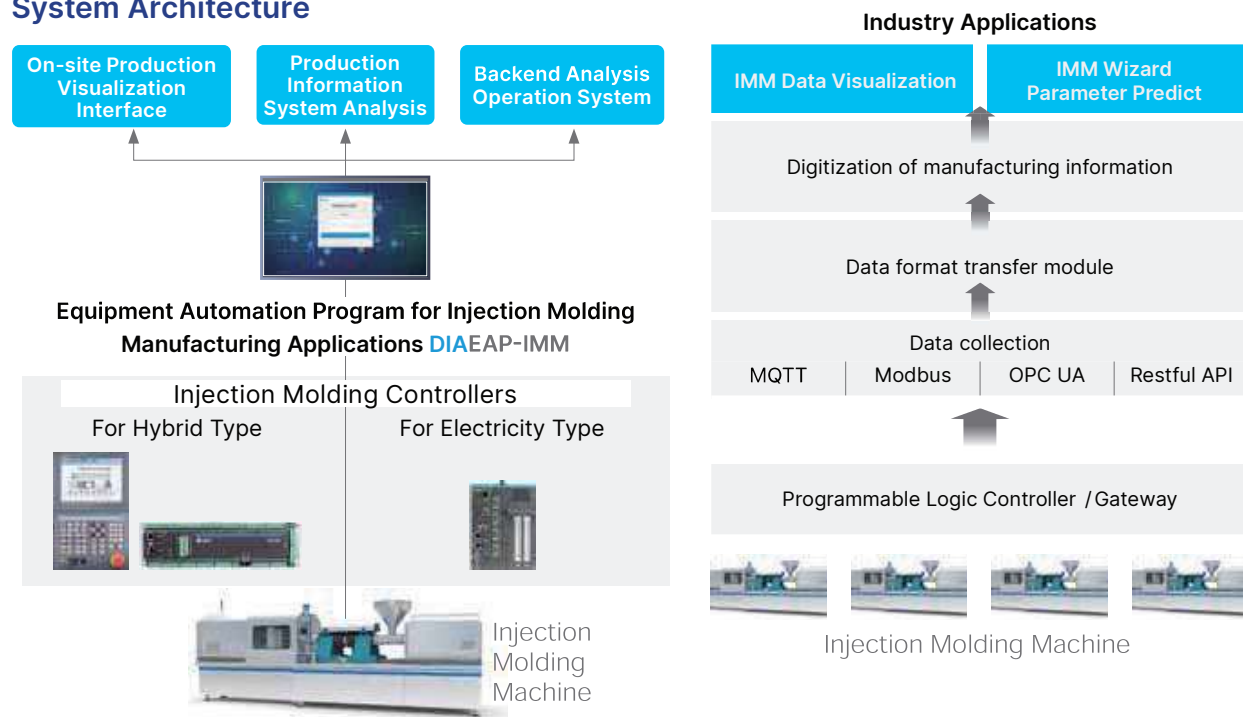 System Architecture
On-site Production
Visualization
Interface
Production
Information
System Analysis
Backend Analysis
Operation System
Equipment Automation Program for Injection Molding
Manufacturing Applications DIAEAP-IMM
Injection Molding Controllers
For Hybrid Type
For Electricity Type
Injection
Molding
Machine
Industry Applications
IMM Data Visualization
IMM Wizard
Parameter Predict
Digitization of manufacturing information
Data format transfer module
Data collection
MQTT
Modbus
OPC UA
Restful API
Programmable Logic Controller / Gateway
Injection Molding Machine